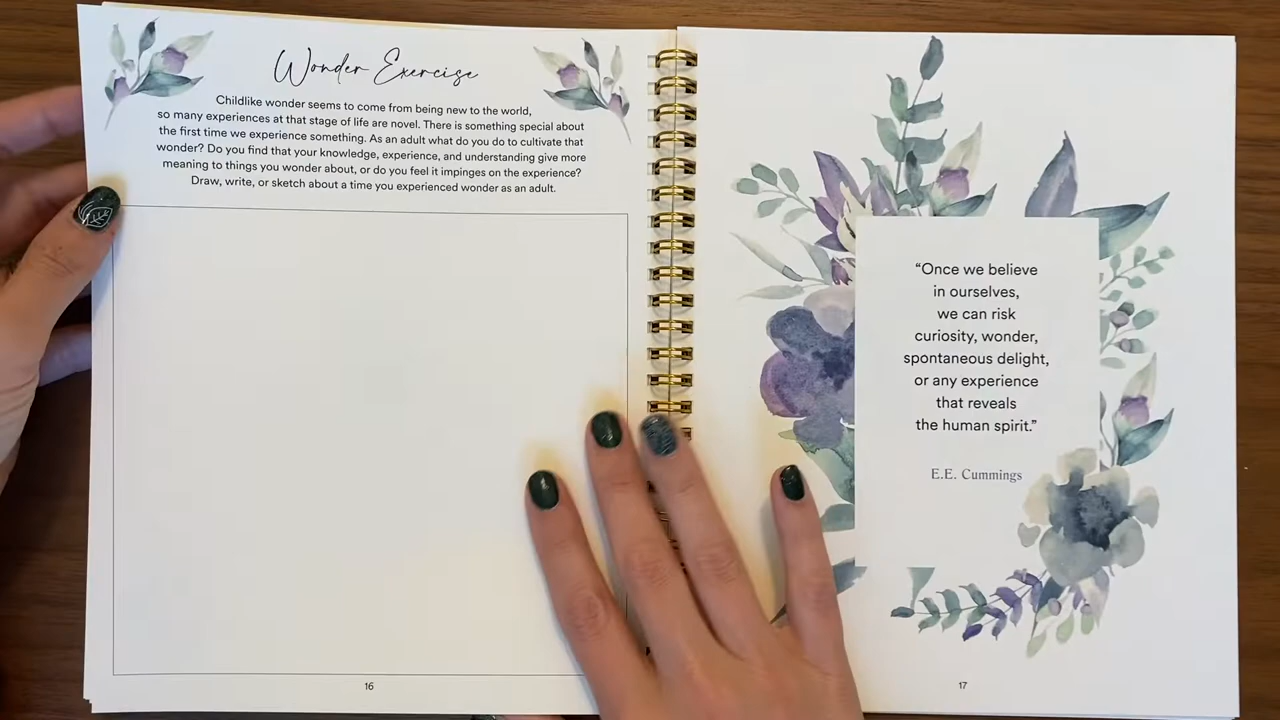 Wonder Exercise
Childlike wonder seems to come from being new to the world,
so many experiences at that stage of life are novel. There is something special about
the first time we experience something. As an adult what do you do to cultivate that
wonder? Do you find that your knowledge, experience, and understanding give more
meaning to things you wonder about, or do you feel it impinges on the experience?
Draw, write, or sketch about a time you experienced wonder as an adult.
16
“Once we believe
in ourselves,
we can risk
curiosity, wonder,
spontaneous delight,
or any experience
that reveals
the human spirit.”
E.E. Cummings
17